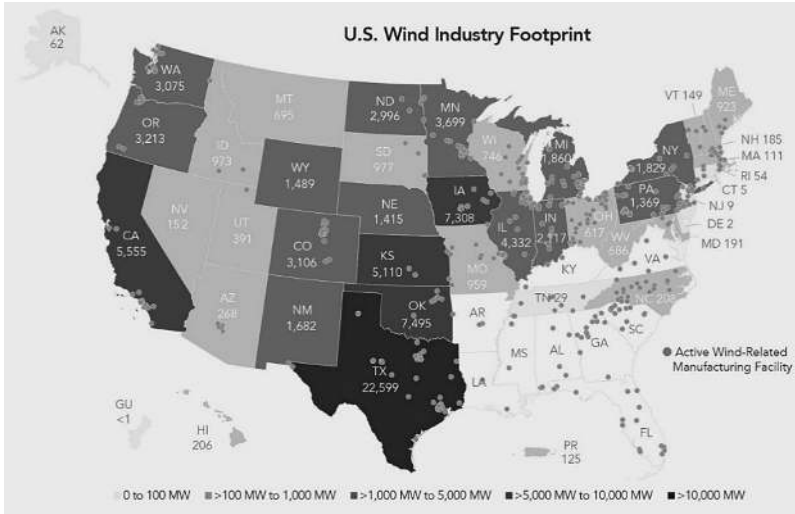 U.S. Wind Industry Footprint
AK
62
WA
3,075
OR
3,213
CA
5,555
ID
973
NV
152
MT
695
WY
1,489
UT
391
AZ
268
CO
3,106
NM
1,682
ND
2,996
SD
977
NE
1,415
KS
5,110
OK
7,495
TX
22,599
MN
3,699
IA
7,308
MO
959
AR
LA
WI
746
IL
4,332
MI
1,860
IN
2,117
OH
617
KY
TN 29
MS
AL
GA
FL
SC
NC 208
VA
WV
686
PA
1,369
NY
1,829
VT 149
ME
923
NH 185
MA 111
RI 54
CT 5
NJ 9
DE 2
MD 191
Active Wind-Related
Manufacturing Facility
GU
<1
HI
206
PR
125
0 to 100 MW
>100 MW to 1,000 MW
>1,000 MW to 5,000 MW
>5,000 MW to 10,000 MW
>10,000 MW